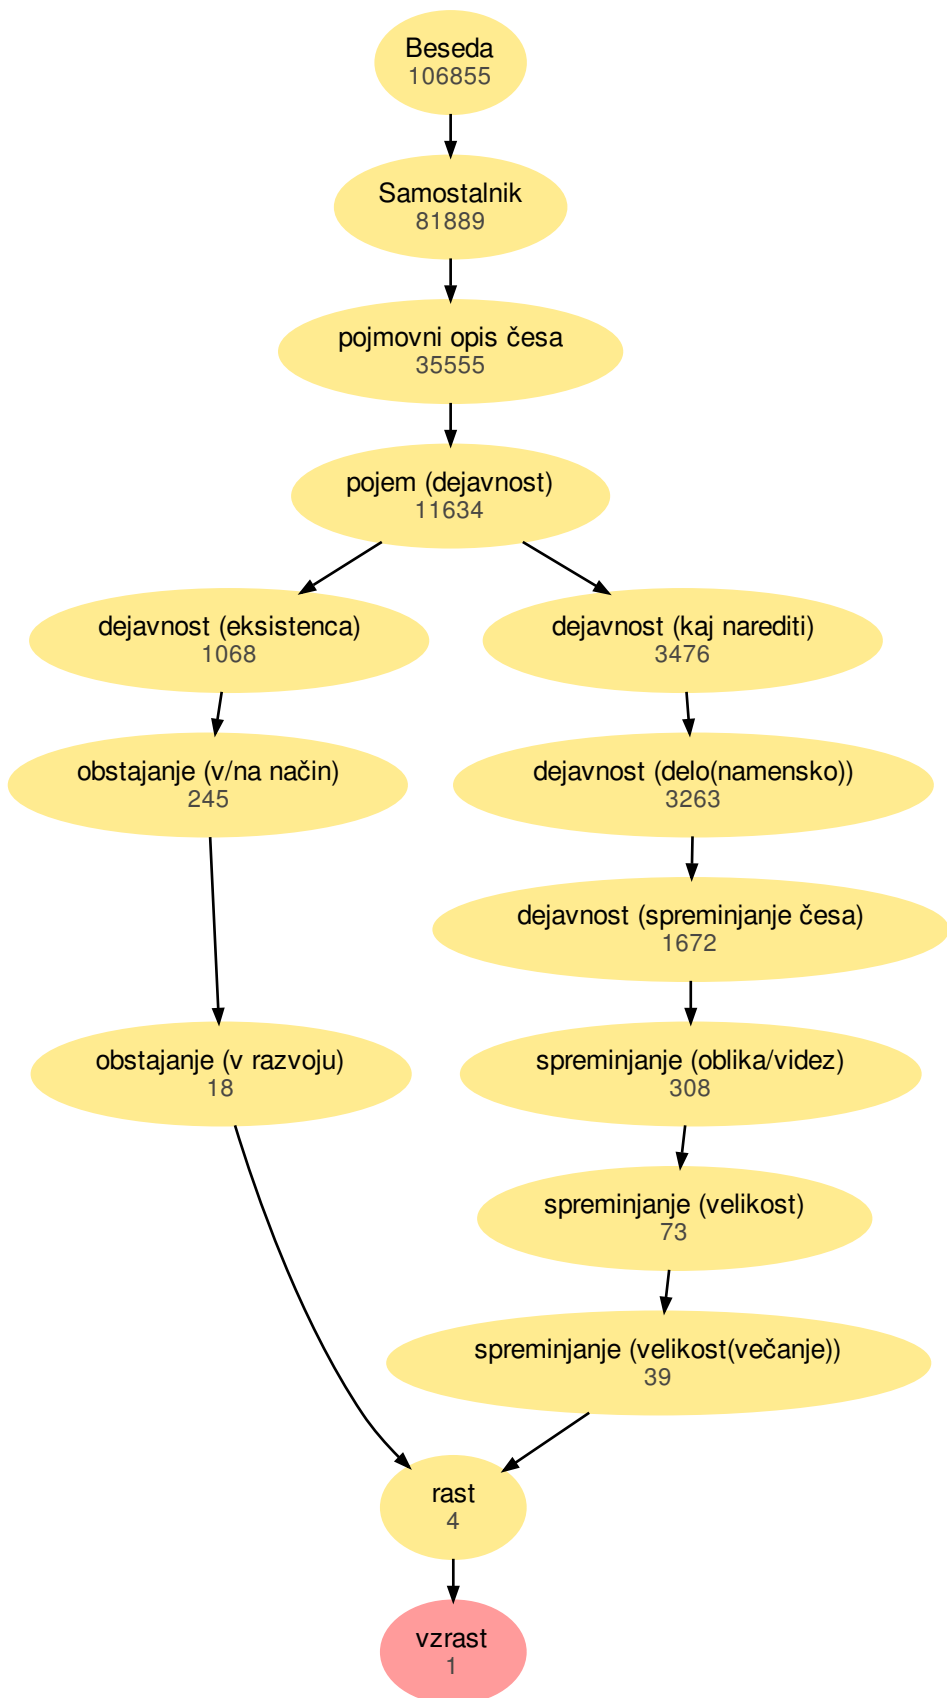 Beseda
106855
Samostalnik
81889
pojmovni opis česa
35555
pojem (dejavnost)
11634
dejavnost (eksistenca)
1068
dejavnost (kaj narediti)
3476
obstajanje (v/na način)
245
dejavnost (delo(namensko))
3263
dejavnost (spreminjanje česa)
1672
obstajanje (v razvoju)
18
spreminjanje (oblika/videz)
308
spreminjanje (velikost)
73
spreminjanje (velikost(večanje))
39
rast
4
vzrast
1